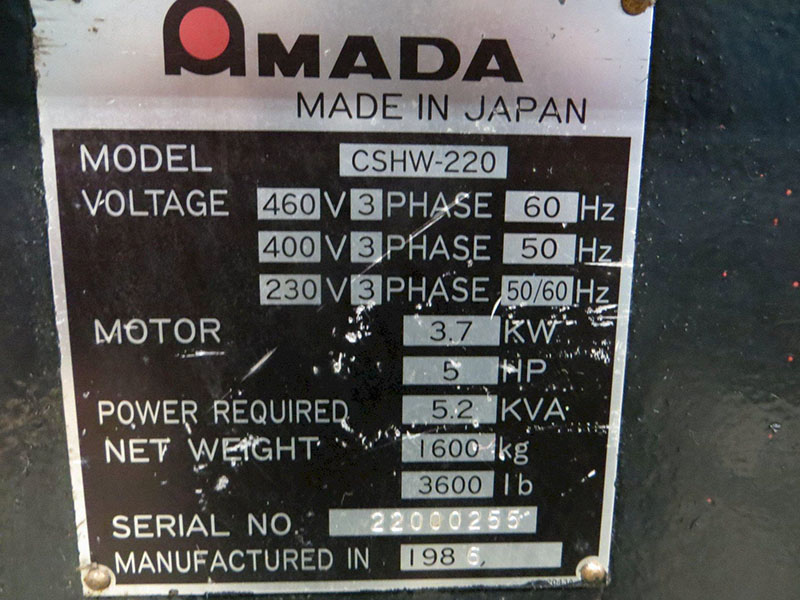 AMADA
MADE IN JAPAN
MODEL CSHW-220
VOLTAGE 460 V 3 PHASE 60 Hz
400 V 3 PHASE 50 Hz
230 V 3 PHASE 50/60 Hz
MOTOR 3.7 KW
5 HP
POWER REQUIRED 5.2 KVA
NET WEIGHT 1600 kg
3600 lb
SERIAL NO. 22000255
MANUFACTURED IN 1986